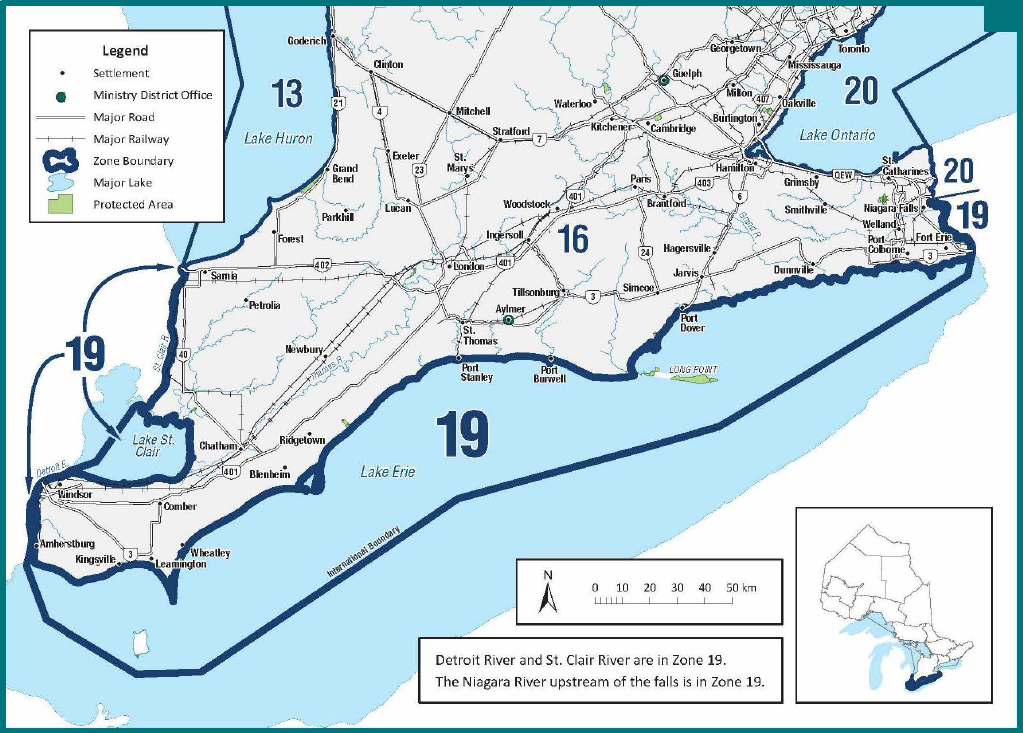 Legend
Settlement
Ministry District Office
Major Road
Major Railway
Zone Boundary
Major Lake
Protected Area
13
Lake Huron
Goderich
Clinton
21
4
Mitchell
Stratford
7
Waterloo
Kitchener
Guelph
Cambridge
Georgetown
Toronto
Mississauga
Milton
407
Oakville
Burlington
20
Lake Ontario
Exeter
23
St.
Marys
Grand
Bend
Parkhill
Lucan
Woodstock
401
Paris
Brantford
403
Hamilton
6
Grimsby
QEW
St.
Catharines
20
19
Smithville
Niagara Falls
Welland
Port
Colborne
Fort Erie
3
Forest
Ingersoll
16
24
Hagersville
Grand R.
Sarnia
402
London
401
Jarvis
Dunnville
Petrolia
Tillsonburg
3
Simcoe
Aylmer
St.
Thomas
Port
Dover
19
St. Clair R.
40
Newbury
Thames R.
Port
Stanley
Port
Burwell
LONG POINT
Lake St.
Clair
Chatham
Ridgetown
19
Lake Erie
Detroit R.
401
Blenheim
Windsor
Comber
Amherstburg
3
Kingsville
Leamington
Wheatley
International Boundary
N
0 10 20 30 40 50 km
Detroit River and St. Clair River are in Zone 19.
The Niagara River upstream of the falls is in Zone 19.